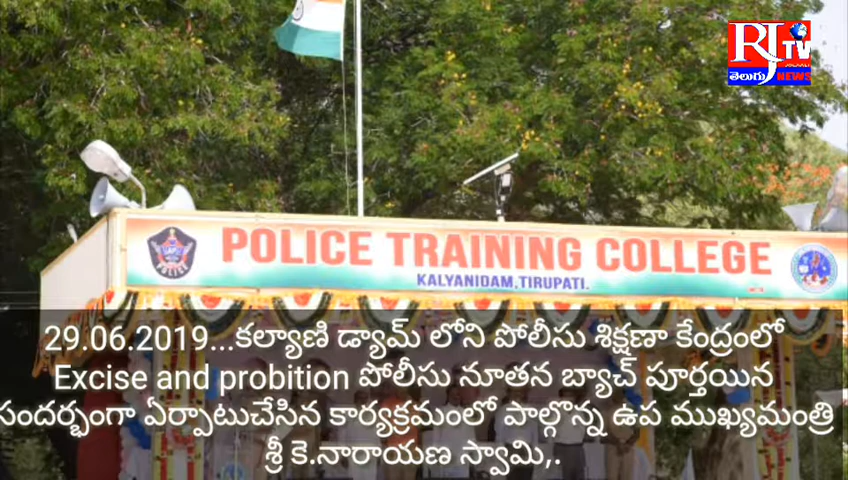 RJ TV
తెలుగు NEWS
POLICE
POLICE TRAINING COLLEGE
KALYANIDAM,TIRUPATI.
29.06.2019...కల్యాణి డ్యామ్ లోని పోలీసు శిక్షణా కేంద్రంలో
Excise and probition పోలీసు నూతన బ్యాచ్ పూర్తయిన
సందర్భంగా ఏర్పాటుచేసిన కార్యక్రమంలో పాల్గొన్న ఉప ముఖ్యమంత్రి
శ్రీ కె.నారాయణ స్వామి,.